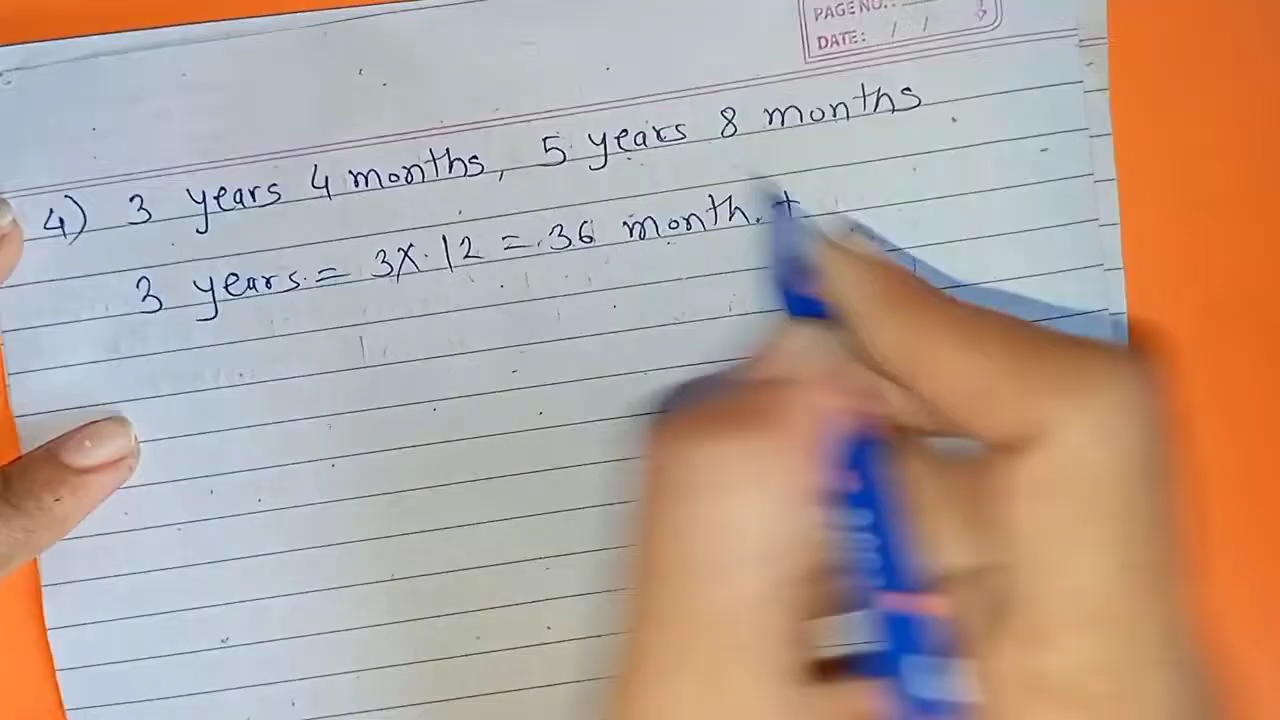 PAGE NO.:
DATE: / /
4) 3 years 4 months, 5 years 8 months
3 years = 3 x 12 = 36 month. +